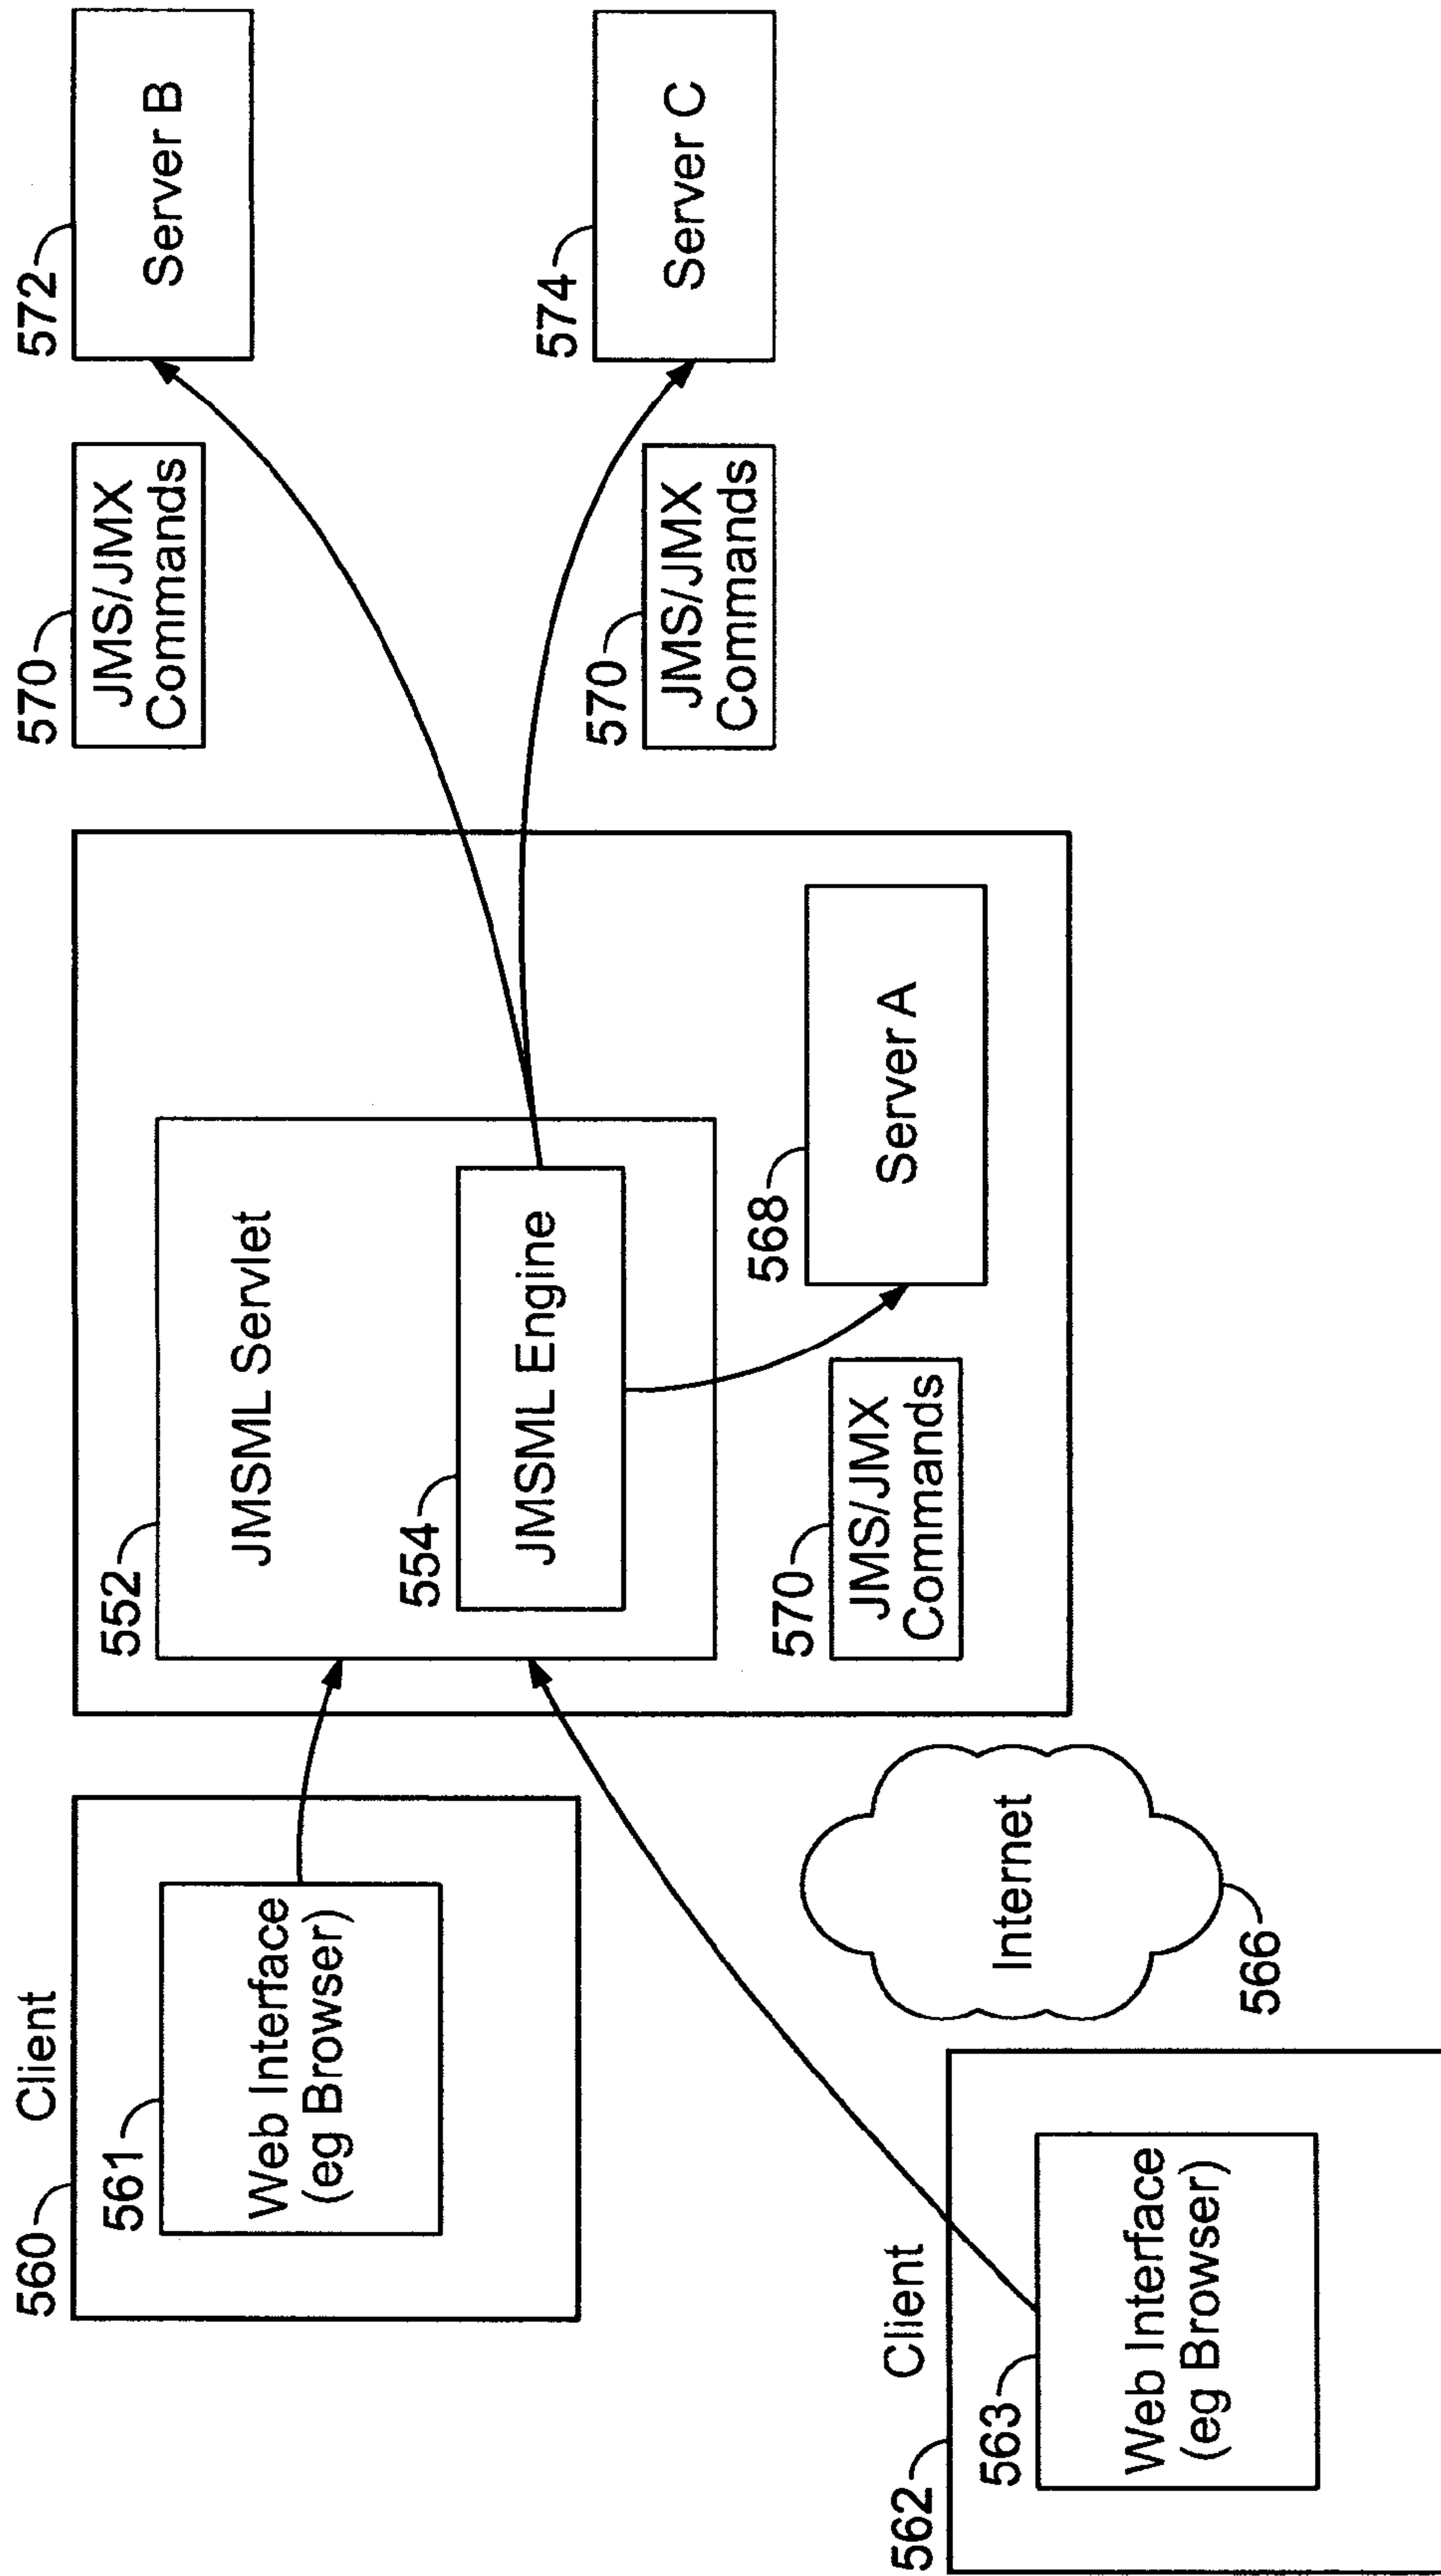 560
Client
561
Web Interface
(eg Browser)
562
Client
563
Web Interface
(eg Browser)
Internet
566
552
JMSML Servlet
554
JMSML Engine
568
Server A
570
JMS/JMX
Commands
570
JMS/JMX
Commands
572
Server B
570
JMS/JMX
Commands
574
Server C